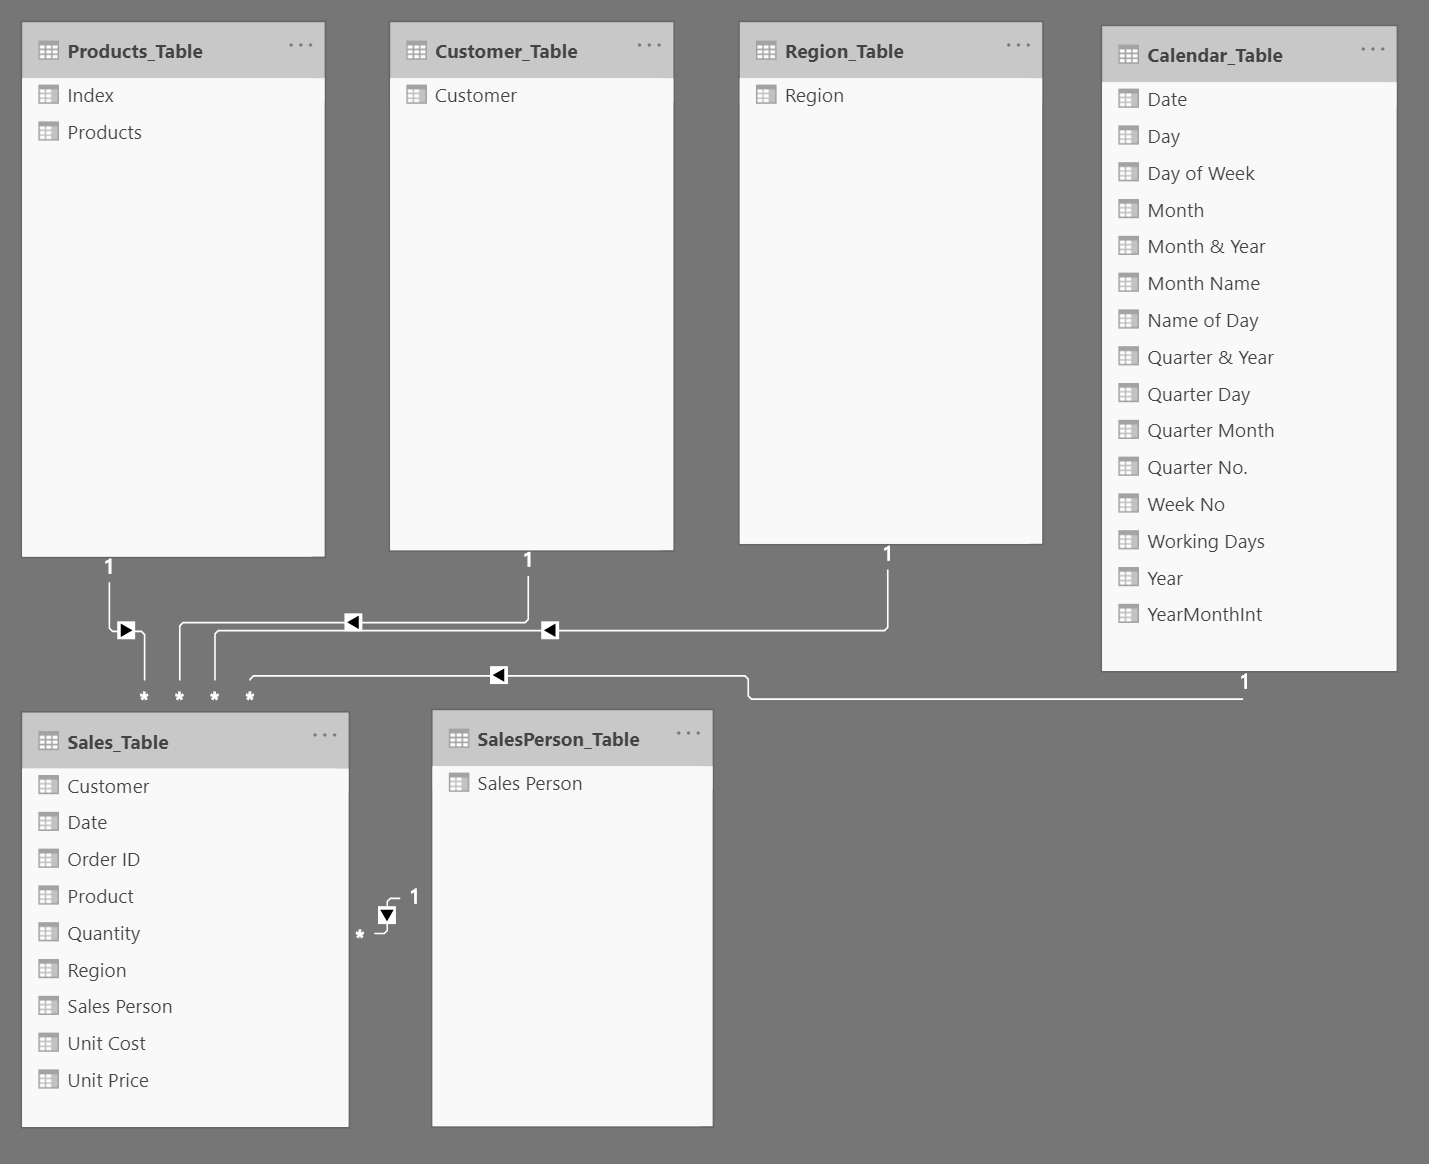 Products_Table
Index
Products
Customer_Table
Customer
Region_Table
Region
Calendar_Table
Date
Day
Day of Week
Month
Month & Year
Month Name
Name of Day
Quarter & Year
Quarter Day
Quarter Month
Quarter No.
Week No
Working Days
Year
YearMonthInt
1
1
1
1
* * * *
Sales_Table
Customer
Date
Order ID
Product
Quantity
Region
Sales Person
Unit Cost
Unit Price
1
*
SalesPerson_Table
Sales Person